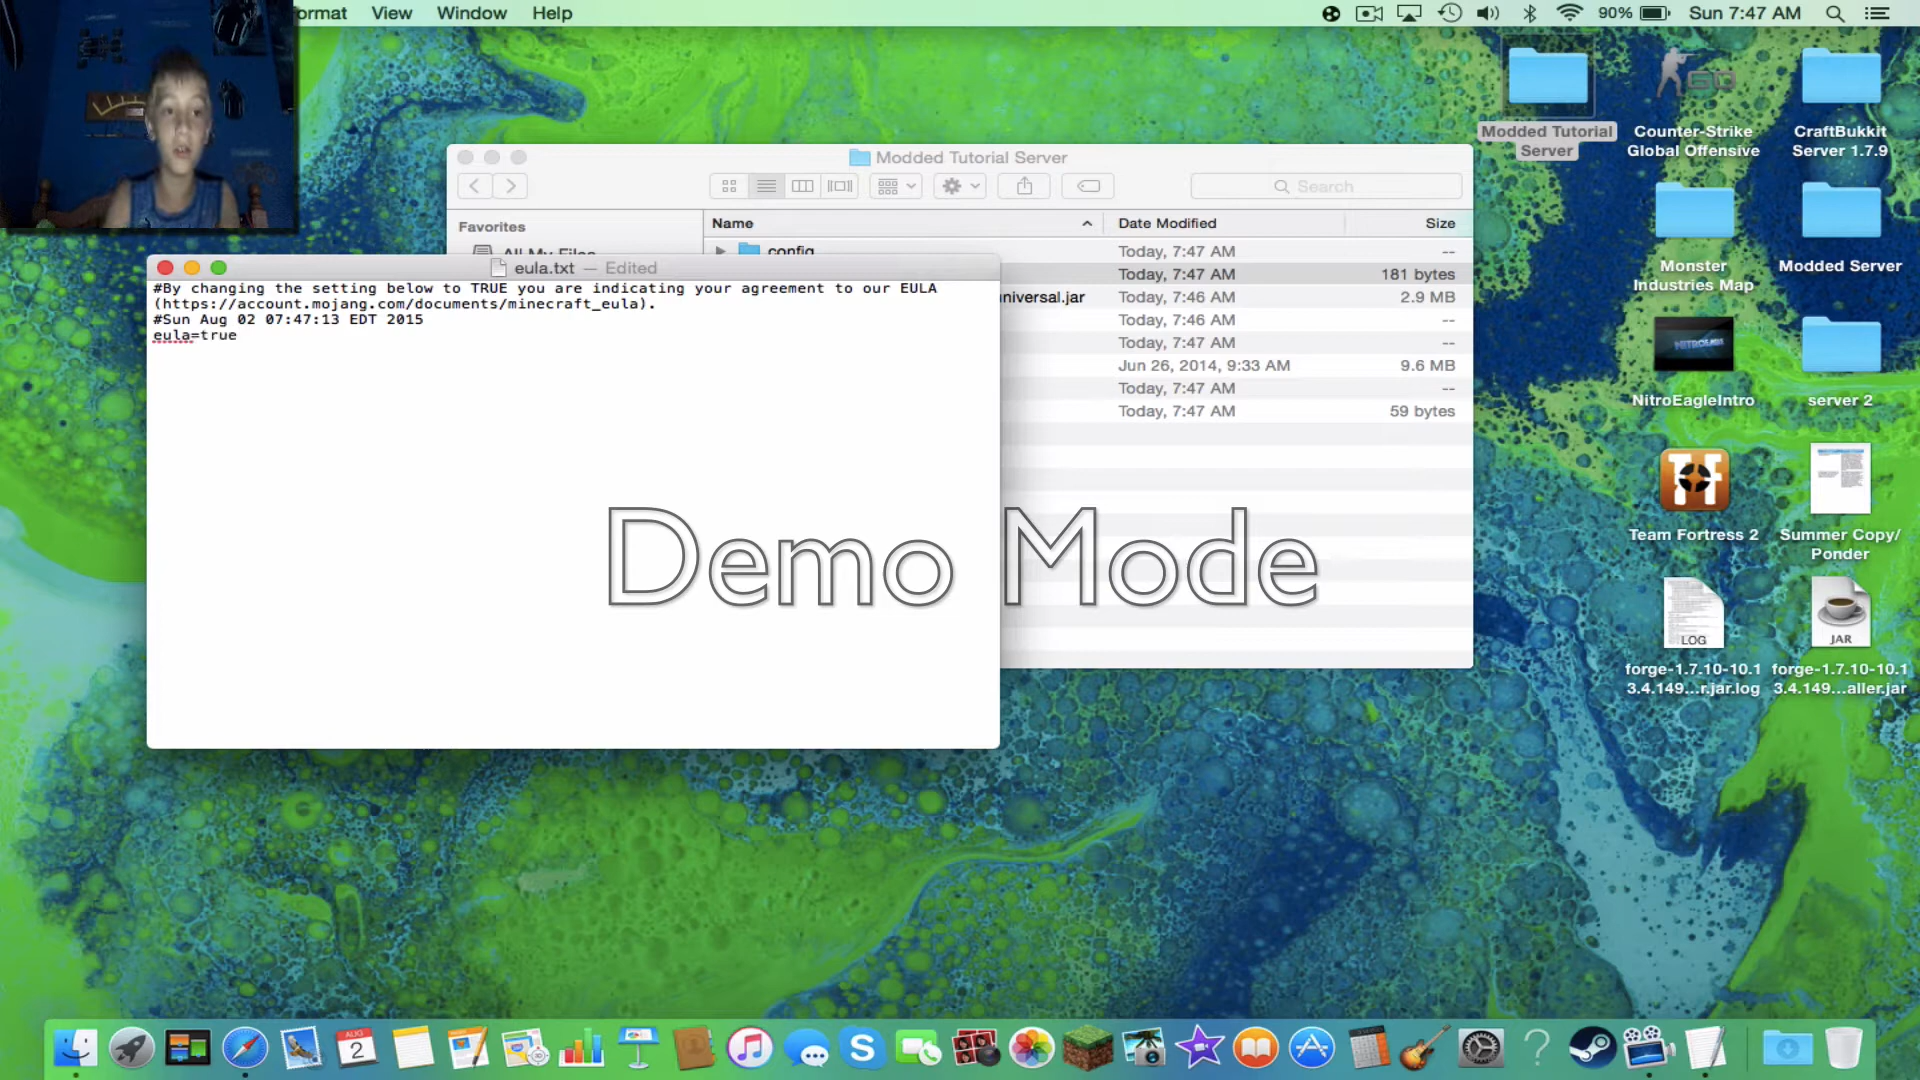 ormat View Window Help
90% Sun 7:47 AM
Modded Tutorial Server
Search
Favorites
All My Files
Name Date Modified Size
config Today, 7:47 AM --
Today, 7:47 AM 181 bytes
niversal.jar Today, 7:46 AM 2.9 MB
Today, 7:46 AM --
Today, 7:47 AM --
Jun 26, 2014, 9:33 AM 9.6 MB
Today, 7:47 AM --
Today, 7:47 AM 59 bytes
eula.txt — Edited
#By changing the setting below to TRUE you are indicating your agreement to our EULA
(https://account.mojang.com/documents/minecraft_eula).
#Sun Aug 02 07:47:13 EDT 2015
eula=true
Demo Mode
Modded Tutorial
Server
GO
Counter-Strike
Global Offensive
CraftBukkit
Server 1.7.9
Monster
Industries Map
Modded Server
NitroEagleIntro
server 2
Team Fortress 2
Summer Copy/
Ponder
LOG
forge-1.7.10-10.1
3.4.149...r.jar.log
JAR
forge-1.7.10-10.1
3.4.149...aller.jar
AUG
2